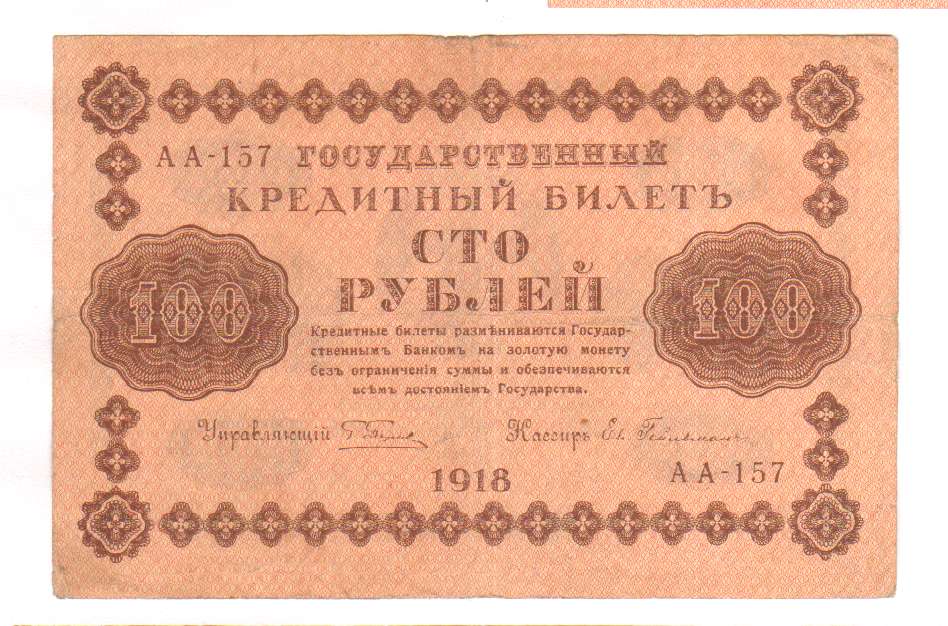 АА-157 ГОСУДАРСТВЕННЫЙ
КРЕДИТНЫЙ БИЛЕТЪ
СТО
РУБЛЕЙ
100
100
Кредитные билеты размѣниваются Государ-
ственнымъ Банкомъ на золотую монету
безъ ограниченія суммы и обезпечиваются
всѣмъ достояніемъ Государства.
Управляющій
Кассиръ
АА-157
1918